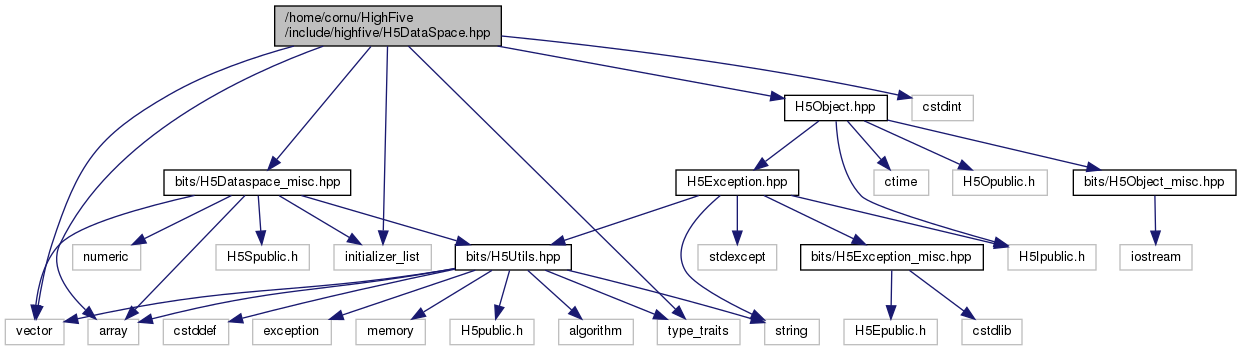 /home/cornu/HighFive
/include/highfive/H5DataSpace.hpp
H5Object.hpp
cstdint
bits/H5Dataspace_misc.hpp
H5Exception.hpp
ctime
H5Opublic.h
bits/H5Object_misc.hpp
numeric
H5Spublic.h
initializer_list
bits/H5Utils.hpp
stdexcept
bits/H5Exception_misc.hpp
H5Ipublic.h
iostream
vector
array
cstddef
exception
memory
H5public.h
algorithm
type_traits
string
H5Epublic.h
cstdlib